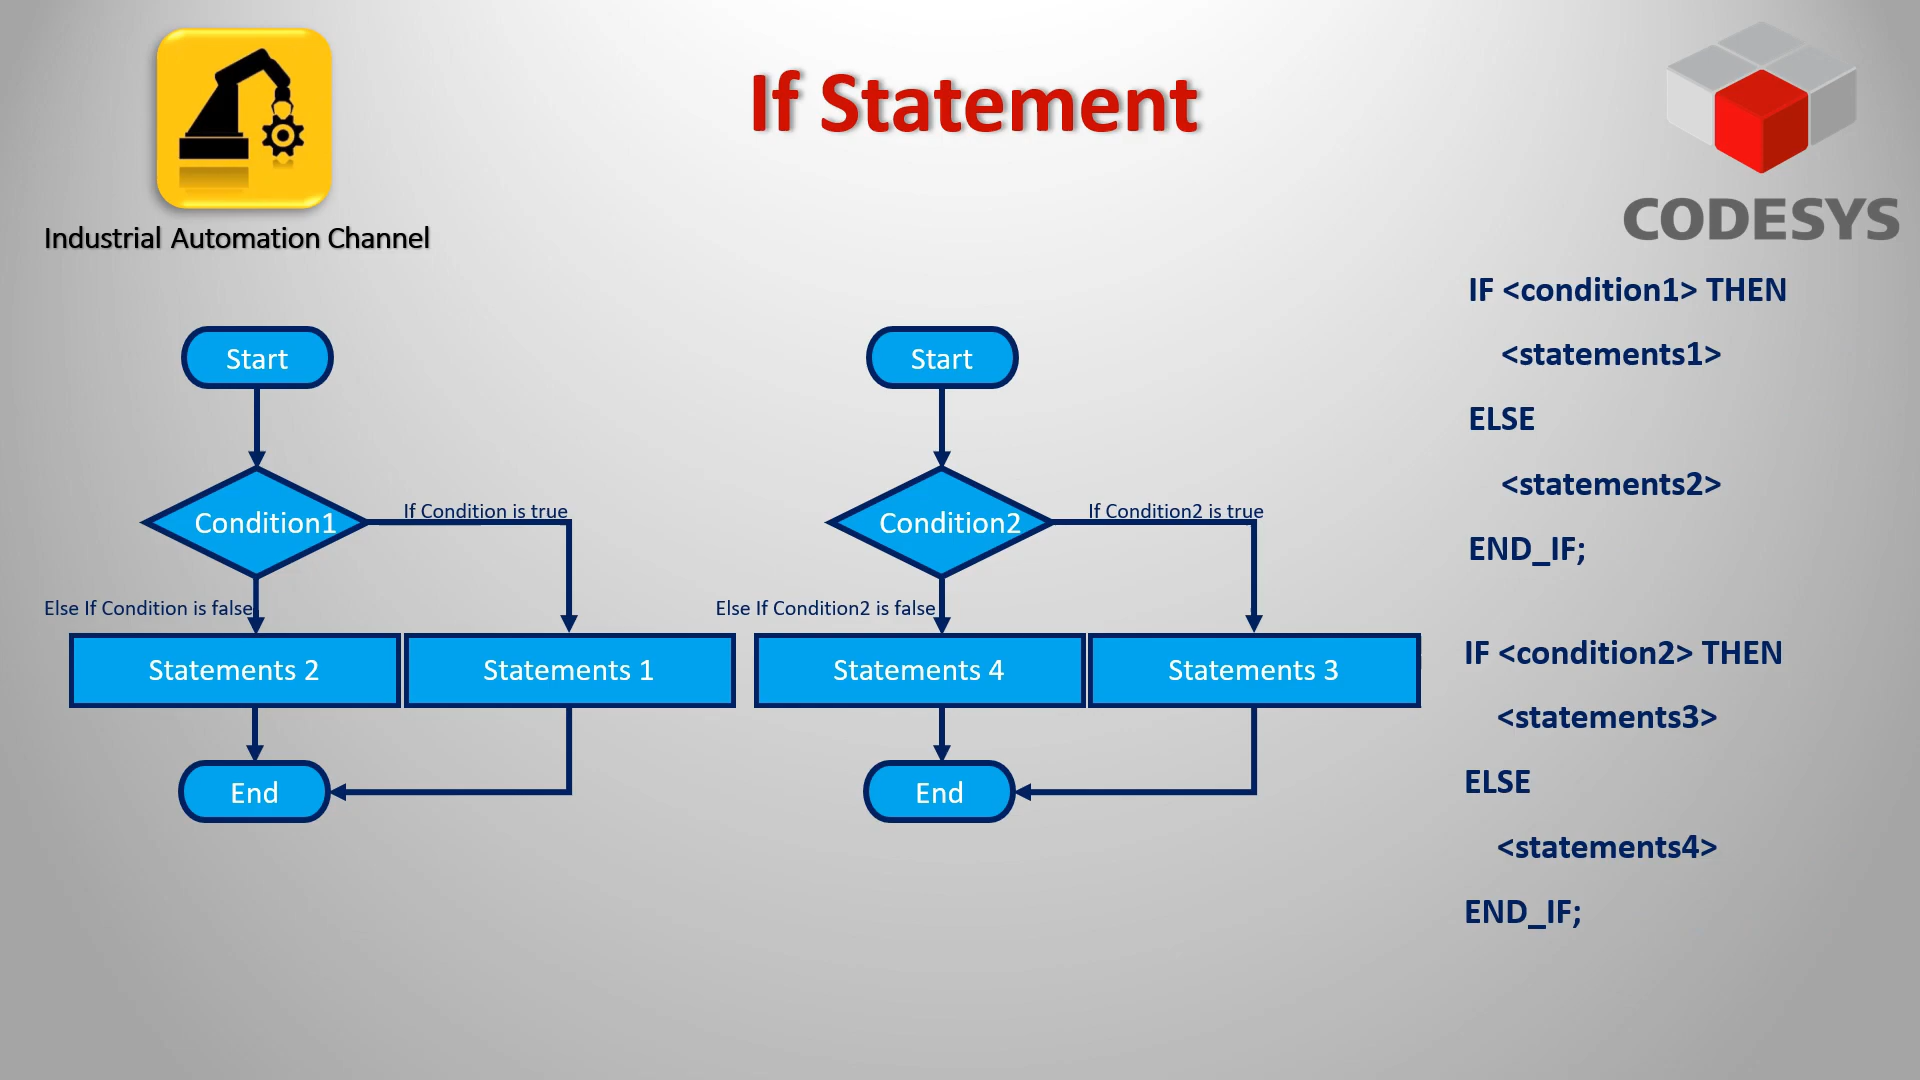 If Statement
Industrial Automation Channel
CODESYS
Start
Condition1
If Condition is true
Else If Condition is false
Statements 2
Statements 1
End
Start
Condition2
If Condition2 is true
Else If Condition2 is false
Statements 4
Statements 3
End
IF <condition1> THEN
<statements1>
ELSE
<statements2>
END_IF;
IF <condition2> THEN
<statements3>
ELSE
<statements4>
END_IF;